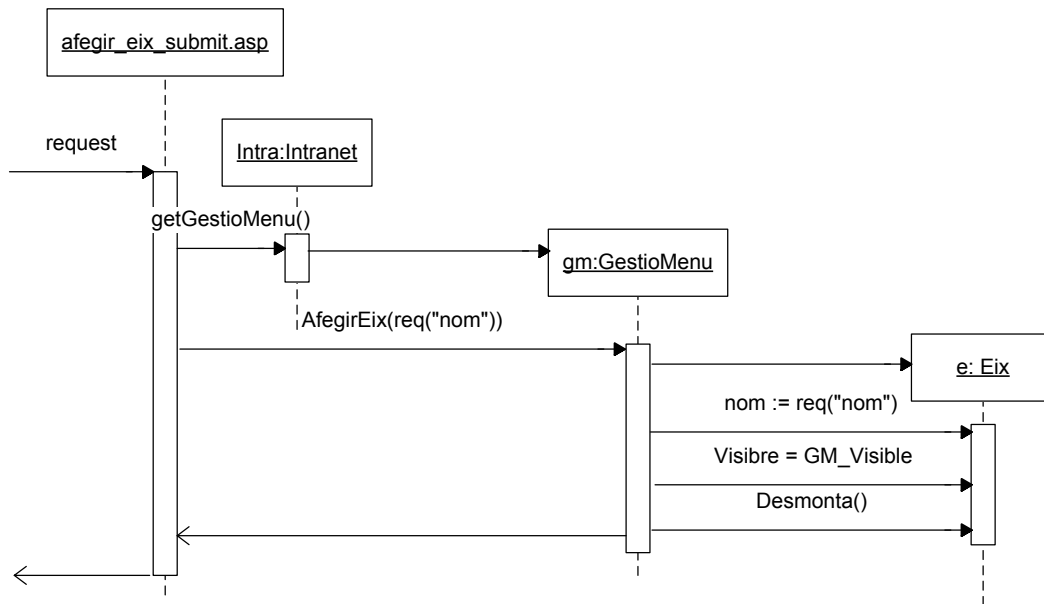 afegir_eix_submit.asp
request
Intra:Intranet
getGestioMenu()
gm:GestioMenu
AfegirEix(req("nom"))
e: Eix
nom := req("nom")
Visibre = GM_Visible
Desmonta()